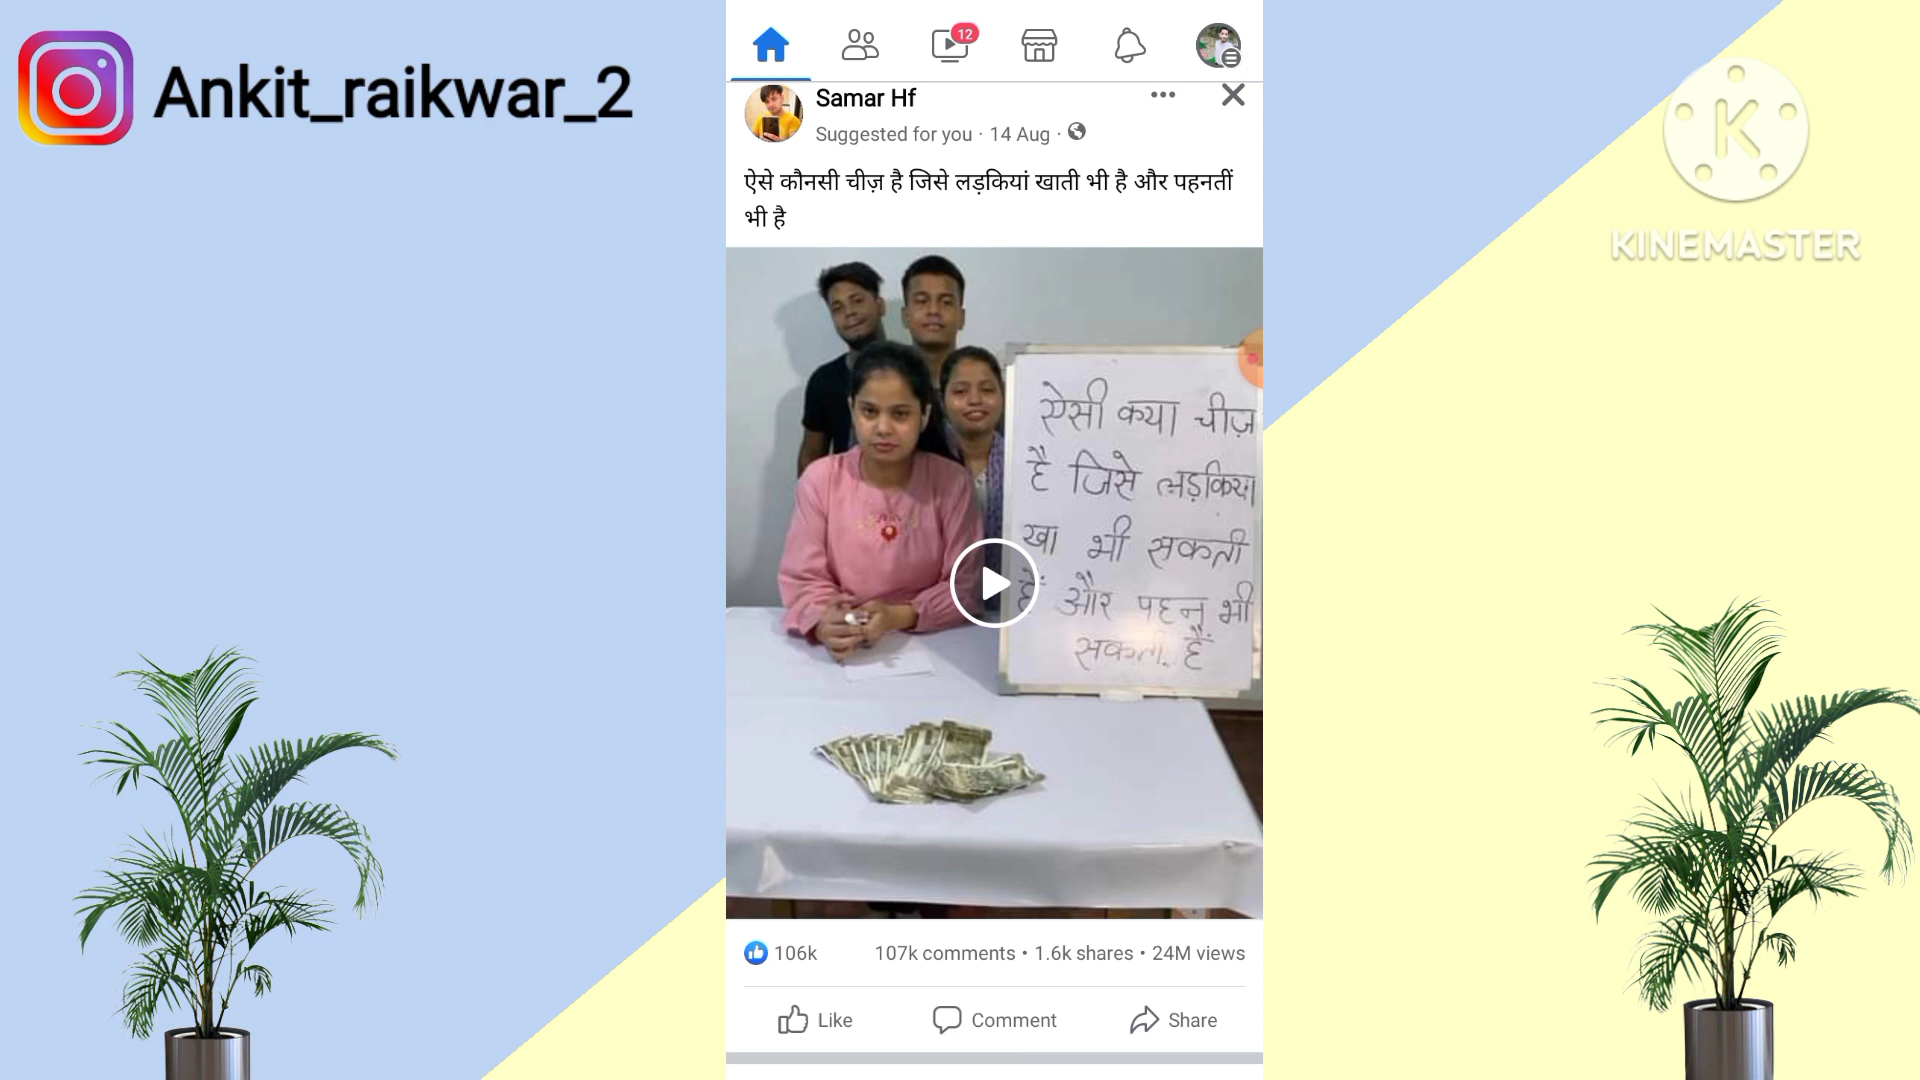 Ankit_raikwar_2
12
Samar Hf
Suggested for you · 14 Aug ·
ऐसे कौनसी चीज़ है जिसे लड़कियां खाती भी है और पहनतीं
भी है
ऐसी क्या चीज़
है जिसे लड़कियां
खा भी सकती
हैं और पहन भी
सकती हैं
106k
107k comments • 1.6k shares • 24M views
Like
Comment
Share
K
KINEMASTER